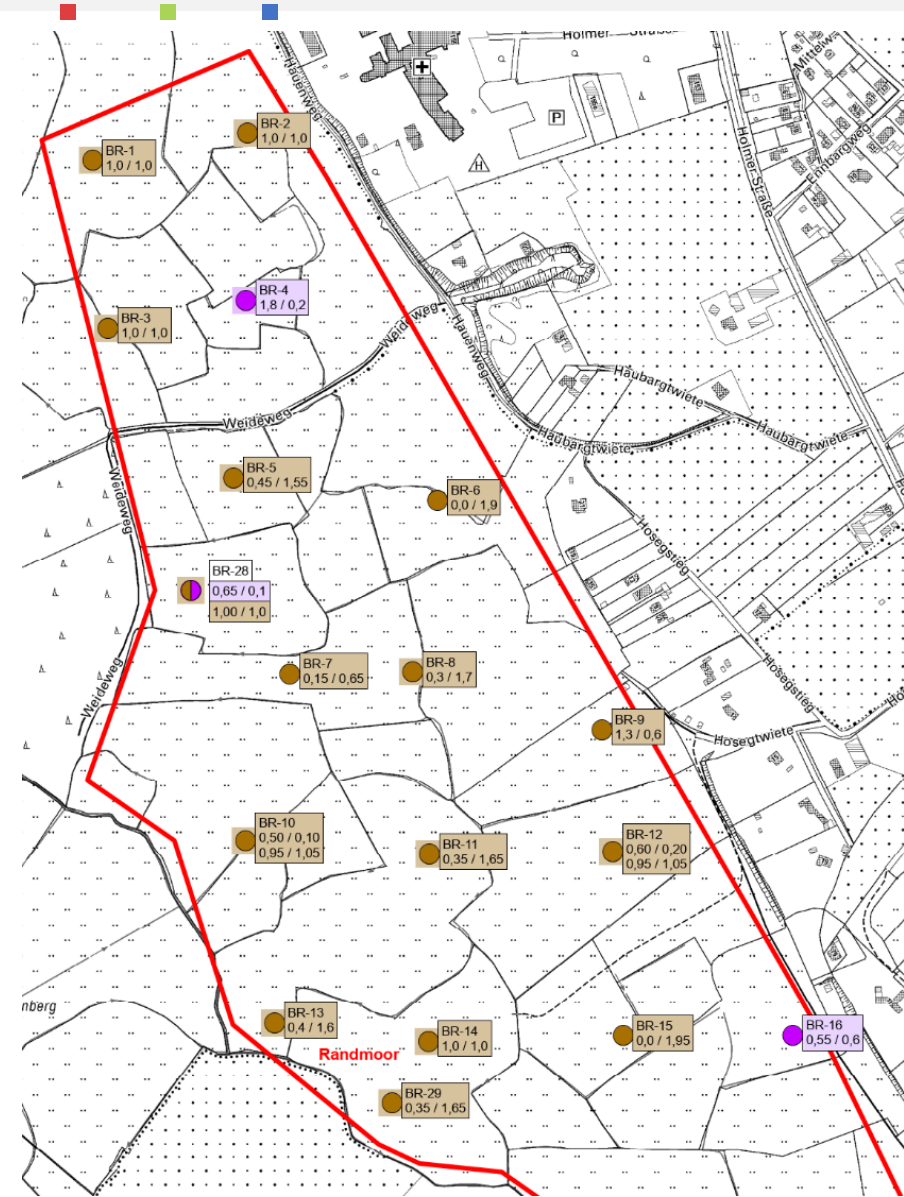 Holmer Straße
Hauenweg
P
H
Mittelw
Ehmbargweg
Holmer Straße
BR-1
1,0 / 1,0
BR-2
1,0 / 1,0
BR-3
1,0 / 1,0
BR-4
1,8 / 0,2
Weideweg
Hauenweg
Haubargtwiete
Haubargtwiete
Haubargtwiete
Weideweg
Weideweg
BR-5
0,45 / 1,55
BR-6
0,0 / 1,9
Hosegstieg
BR-28
0,65 / 0,1
1,00 / 1,0
BR-7
0,15 / 0,65
BR-8
0,3 / 1,7
Weideweg
Hosegstieg
BR-9
1,3 / 0,6
Hosegtwiete
BR-10
0,50 / 0,10
0,95 / 1,05
BR-11
0,35 / 1,65
BR-12
0,60 / 0,20
0,95 / 1,05
nberg
BR-13
0,4 / 1,6
BR-14
1,0 / 1,0
BR-15
0,0 / 1,95
BR-16
0,55 / 0,6
Randmoor
BR-29
0,35 / 1,65